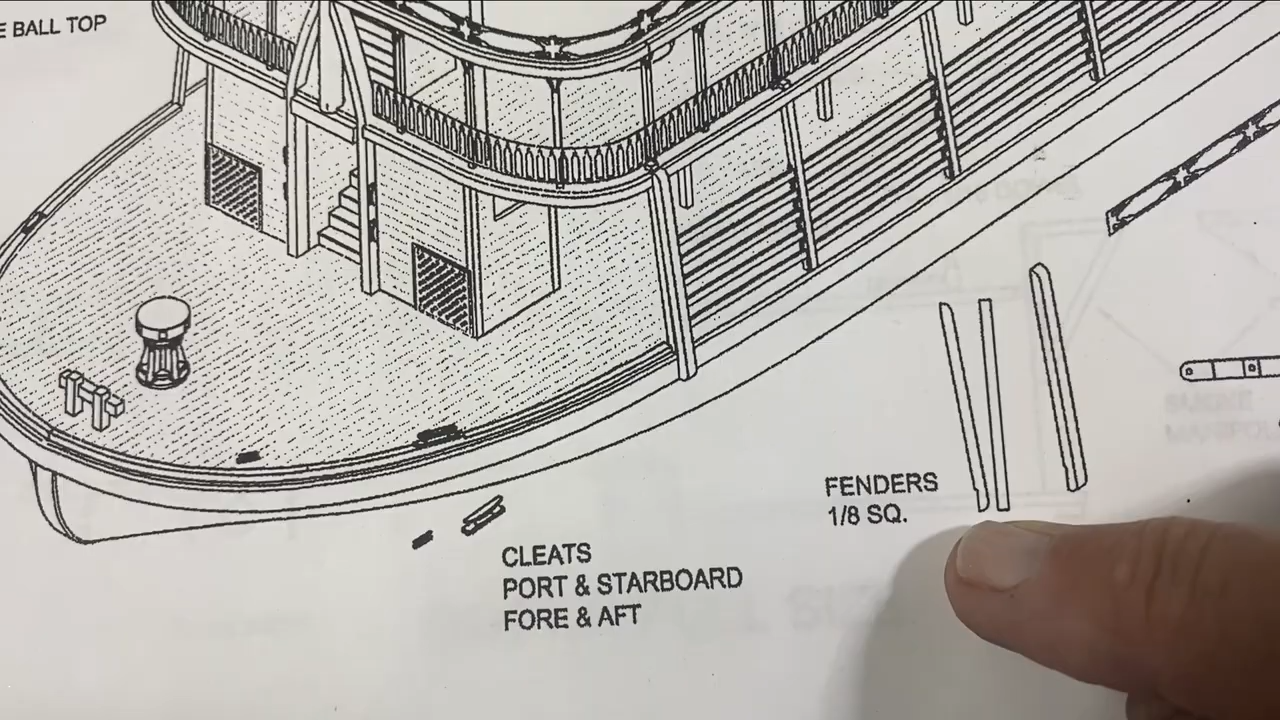 E BALL TOP
FENDERS
1/8 SQ.
CLEATS
PORT & STARBOARD
FORE & AFT